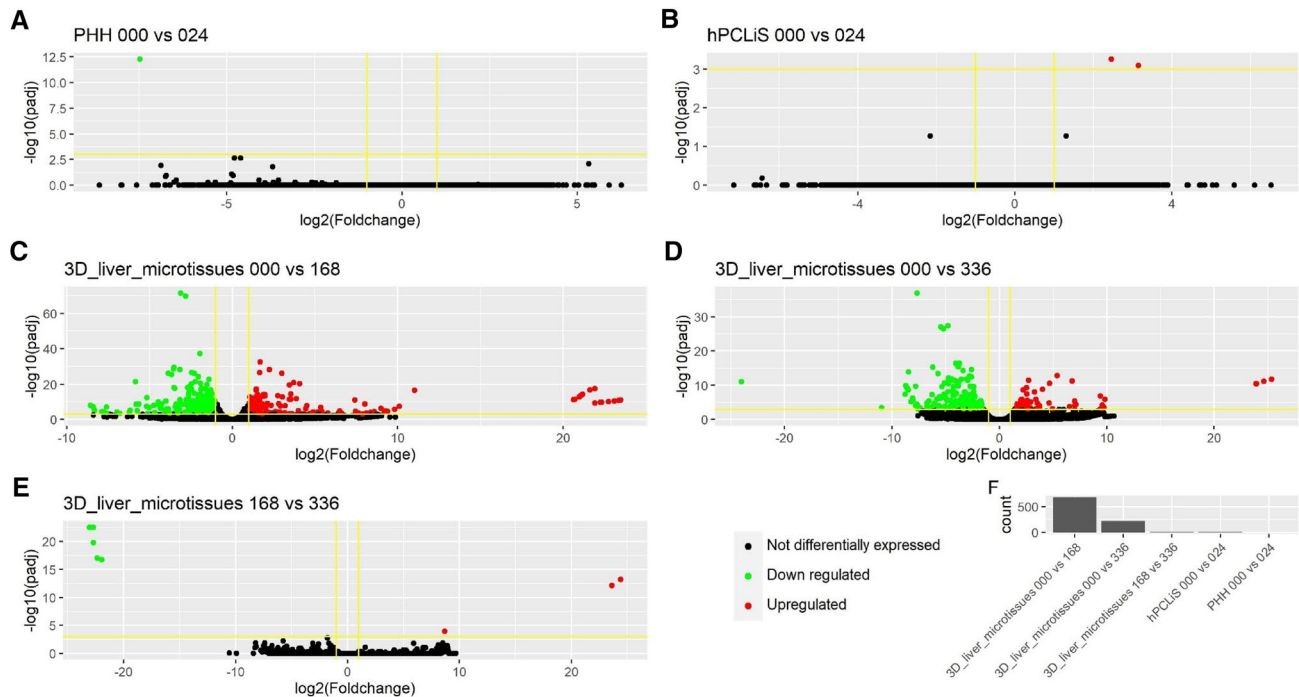 A
PHH 000 vs 024
12.5
10.0
7.5
5.0
2.5
0.0
-log10(padj)
-5
0
5
log2(Foldchange)
B
hPCLiS 000 vs 024
3
2
1
0
-log10(padj)
-4
0
4
log2(Foldchange)
C
3D_liver_microtissues 000 vs 168
60
40
20
0
-log10(padj)
-10
0
10
20
log2(Foldchange)
D
3D_liver_microtissues 000 vs 336
30
20
10
0
-log10(padj)
-20
-10
0
10
20
log2(Foldchange)
E
3D_liver_microtissues 168 vs 336
20
15
10
5
0
-log10(padj)
-20
-10
0
10
log2(Foldchange)
Not differentially expressed
Down regulated
Upregulated
F
count
500
0
3D_liver_microtissues 000 vs 168
3D_liver_microtissues 000 vs 336
3D_liver_microtissues 168 vs 336
hPCLiS 000 vs 024
PHH 000 vs 024